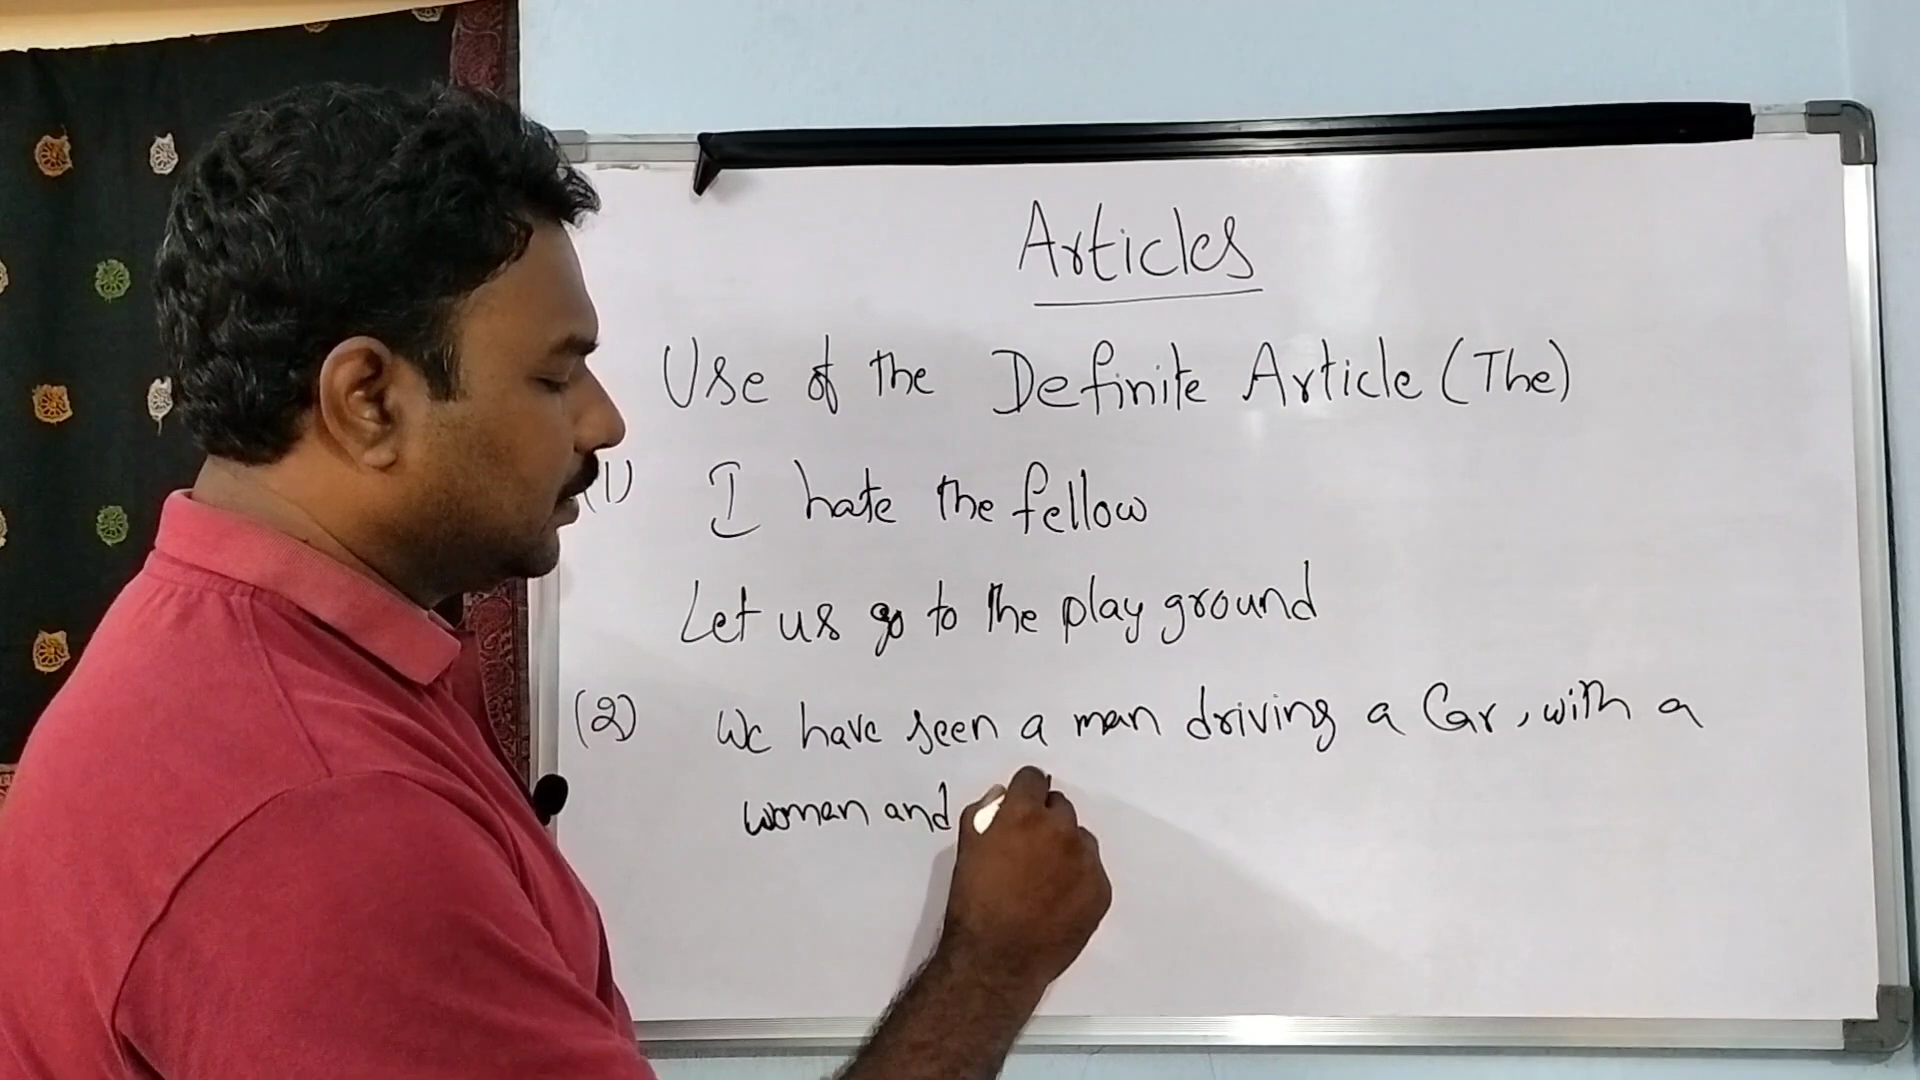 Articles
Use of the Definite Article (The)
(1) I hate the fellow
Let us go to the play ground
(2) We have seen a man driving a Car, with a
woman and